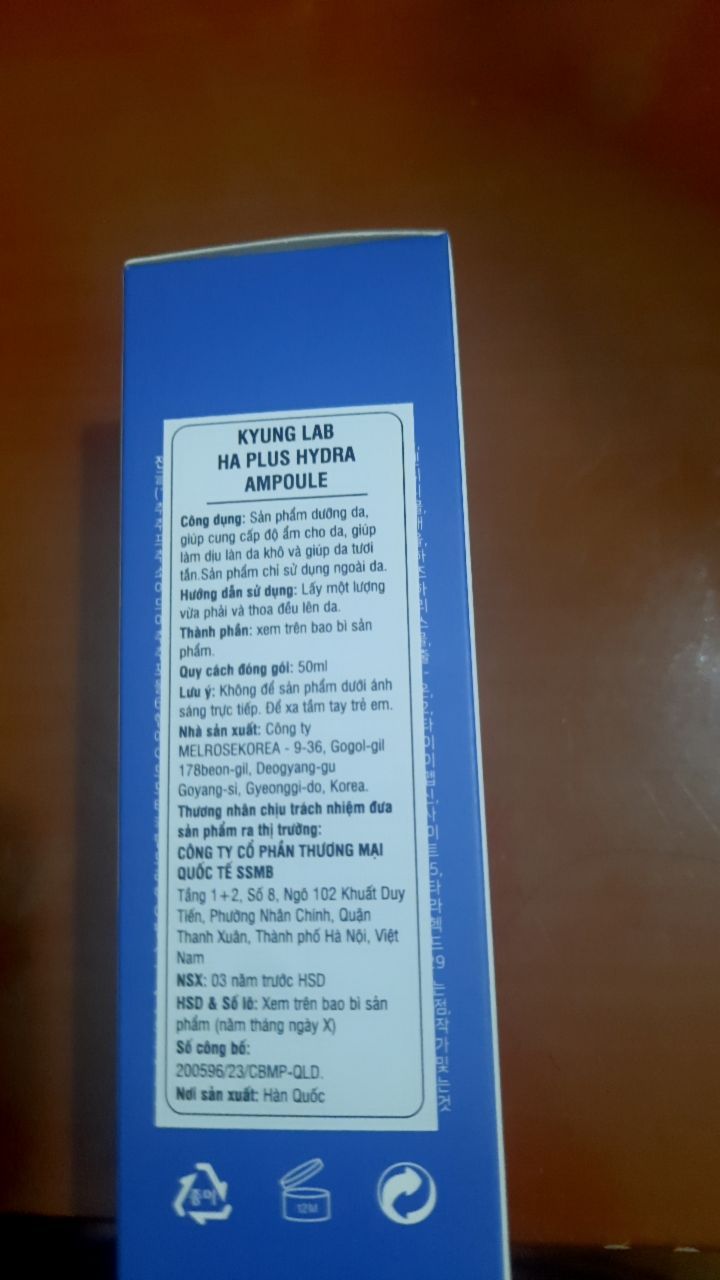 KYUNG LAB
HA PLUS HYDRA
AMPOULE
Công dụng: Sản phẩm dưỡng da,
giúp cung cấp độ ẩm cho da, giúp
làm dịu làn da khô và giúp da tươi
tắn.Sản phẩm chỉ sử dụng ngoài da.
Hướng dẫn sử dụng: Lấy một lượng
vừa phải và thoa đều lên da.
Thành phần: xem trên bao bì sản
phẩm.
Quy cách đóng gói: 50ml
Lưu ý: Không để sản phẩm dưới ánh
sáng trực tiếp. Để xa tầm tay trẻ em.
Nhà sản xuất: Công ty
MELROSEKOREA - 9-36, Gogol-gil
178beon-gil, Deogyang-gu
Goyang-si, Gyeonggi-do, Korea.
Thương nhân chịu trách nhiệm đưa
sản phẩm ra thị trường:
CÔNG TY CỔ PHẦN THƯƠNG MẠI
QUỐC TẾ SSMB
Tầng 1+2, Số 8, Ngõ 102 Khuất Duy
Tiến, Phường Nhân Chính, Quận
Thanh Xuân, Thành phố Hà Nội, Việt
Nam
NSX: 03 năm trước HSD
HSD & Số lô: Xem trên bao bì sản
phẩm (năm tháng ngày X)
Số công bố:
200596/23/CBMP-QLD.
Nơi sản xuất: Hàn Quốc
종이
12M